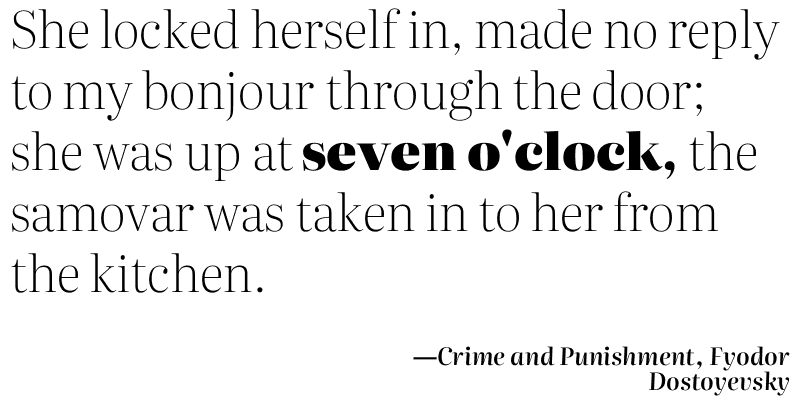 She locked herself in, made no reply
to my bonjour through the door;
she was up at seven o'clock, the
samovar was taken in to her from
the kitchen.
—Crime and Punishment, Fyodor
Dostoyevsky